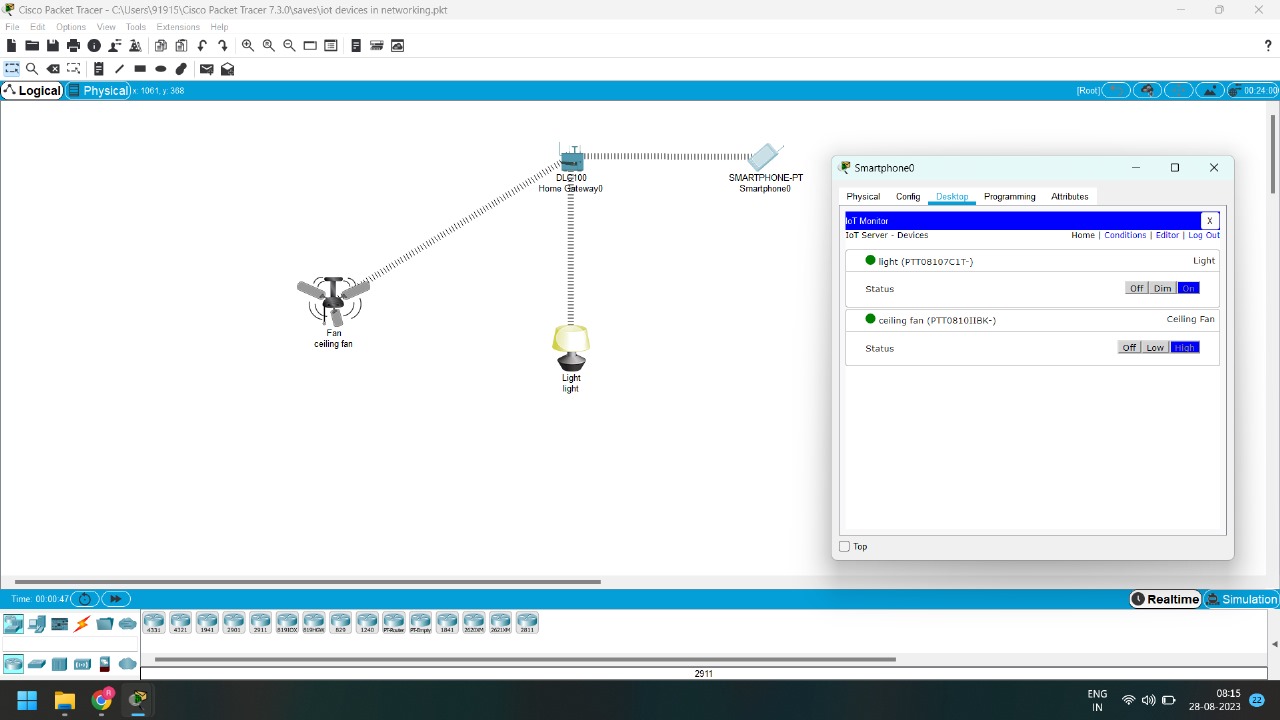 Cisco Packet Tracer - C:\Users\91915\Cisco Packet Tracer 7.3.0\saves\iot devices in networking.pkt
File Edit Options View Tools Extensions Help
?
Logical Physical x: 1061, y: 368 [Root] 00:24:00
DLC100
Home Gateway0
SMARTPHONE-PT
Smartphone0
Fan
ceiling fan
Light
light
Smartphone0
Physical Config Desktop Programming Attributes
IoT Monitor X
IoT Server - Devices Home | Conditions | Editor | Log Out
light (PTT08107C1T-) Light
Status Off Dim On
ceiling fan (PTT0810IIBK-) Ceiling Fan
Status Off Low High
Top
Time: 00:00:47 Realtime Simulation
4331 4321 1941 2901 2911 819IOX 819HGW 829 1240 PT-Router PT-Empty 1841 2620XM 2621XM 2811
2911
ENG
IN
08:15
28-08-2023
22